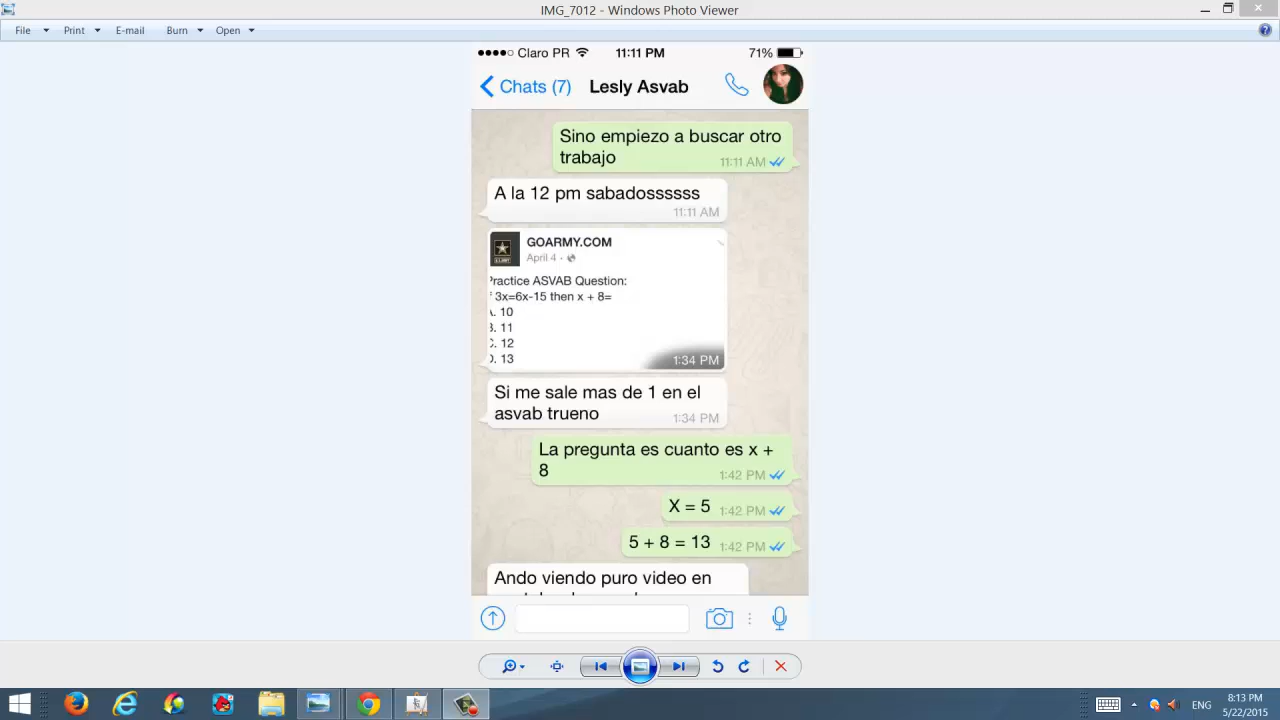 IMG_7012 - Windows Photo Viewer
File Print E-mail Burn Open
Claro PR 11:11 PM 71%
Chats (7) Lesly Asvab
Sino empiezo a buscar otro
trabajo 11:11 AM
A la 12 pm sabadossssss
11:11 AM
GOARMY.COM
April 4
Practice ASVAB Question:
f 3x=6x-15 then x + 8=
A. 10
B. 11
C. 12
D. 13
1:34 PM
Si me sale mas de 1 en el
asvab trueno 1:34 PM
La pregunta es cuanto es x +
8 1:42 PM
X = 5 1:42 PM
5 + 8 = 13 1:42 PM
Ando viendo puro video en
ENG 8:13 PM
5/22/2015